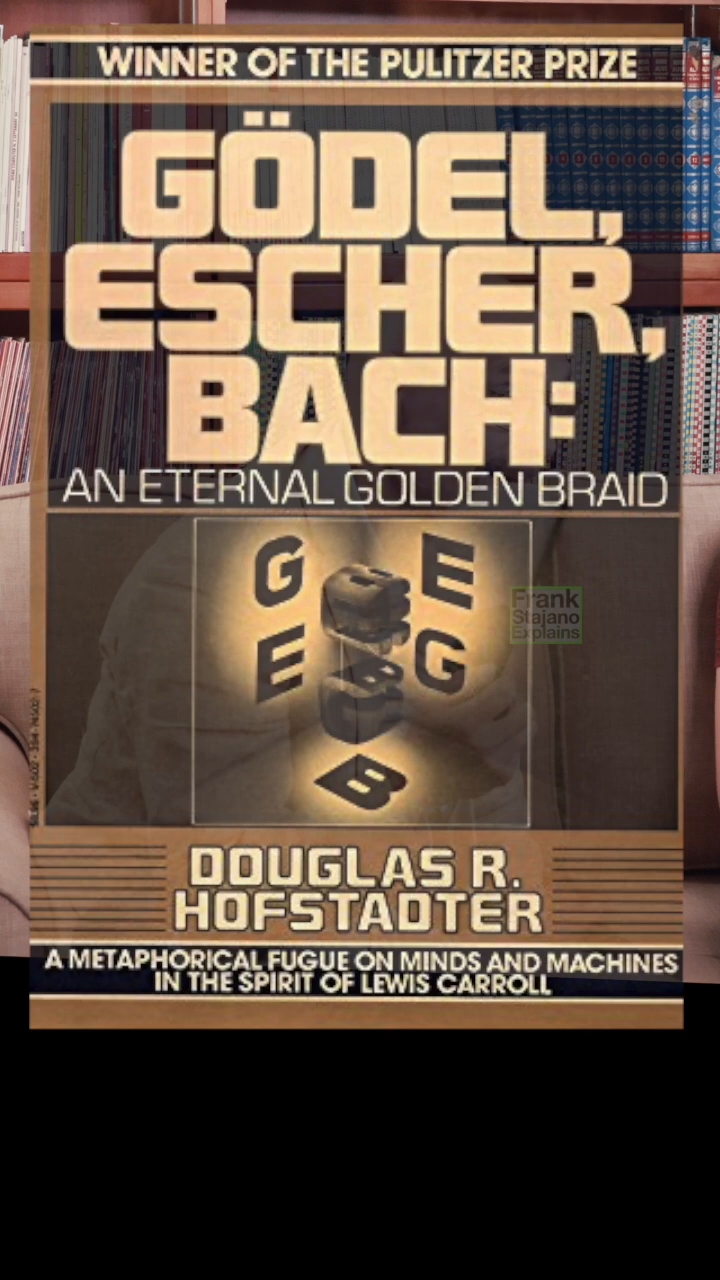 WINNER OF THE PULITZER PRIZE
GÖDEL,
ESCHER,
BACH:
AN ETERNAL GOLDEN BRAID
G
B
E
E
B
G
B
Frank
Stajano
Explains
DOUGLAS R.
HOFSTADTER
A METAPHORICAL FUGUE ON MINDS AND MACHINES
IN THE SPIRIT OF LEWIS CARROLL